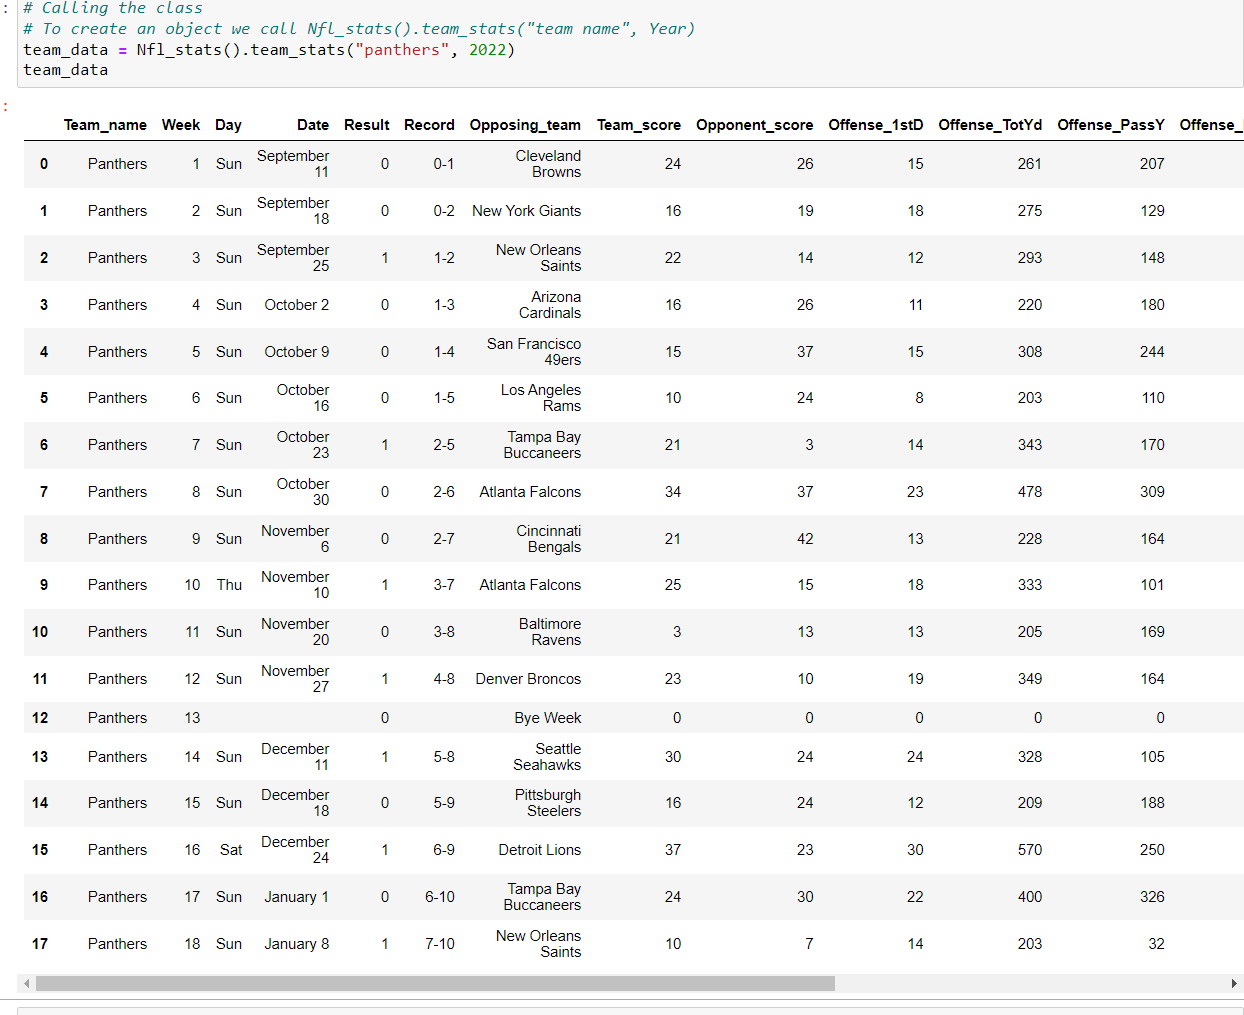 : # Calling the class
# To create an object we call Nfl_stats().team_stats("team name", Year)
team_data = Nfl_stats().team_stats("panthers", 2022)
team_data
:
Team_name Week Day Date Result Record Opposing_team Team_score Opponent_score Offense_1stD Offense_TotYd Offense_PassY Offense_
0 Panthers 1 Sun September 11 0 0-1 Cleveland Browns 24 26 15 261 207
1 Panthers 2 Sun September 18 0 0-2 New York Giants 16 19 18 275 129
2 Panthers 3 Sun September 25 1 1-2 New Orleans Saints 22 14 12 293 148
3 Panthers 4 Sun October 2 0 1-3 Arizona Cardinals 16 26 11 220 180
4 Panthers 5 Sun October 9 0 1-4 San Francisco 49ers 15 37 15 308 244
5 Panthers 6 Sun October 16 0 1-5 Los Angeles Rams 10 24 8 203 110
6 Panthers 7 Sun October 23 1 2-5 Tampa Bay Buccaneers 21 3 14 343 170
7 Panthers 8 Sun October 30 0 2-6 Atlanta Falcons 34 37 23 478 309
8 Panthers 9 Sun November 6 0 2-7 Cincinnati Bengals 21 42 13 228 164
9 Panthers 10 Thu November 10 1 3-7 Atlanta Falcons 25 15 18 333 101
10 Panthers 11 Sun November 20 0 3-8 Baltimore Ravens 3 13 13 205 169
11 Panthers 12 Sun November 27 1 4-8 Denver Broncos 23 10 19 349 164
12 Panthers 13 0 Bye Week 0 0 0 0 0
13 Panthers 14 Sun December 11 1 5-8 Seattle Seahawks 30 24 24 328 105
14 Panthers 15 Sun December 18 0 5-9 Pittsburgh Steelers 16 24 12 209 188
15 Panthers 16 Sat December 24 1 6-9 Detroit Lions 37 23 30 570 250
16 Panthers 17 Sun January 1 0 6-10 Tampa Bay Buccaneers 24 30 22 400 326
17 Panthers 18 Sun January 8 1 7-10 New Orleans Saints 10 7 14 203 32